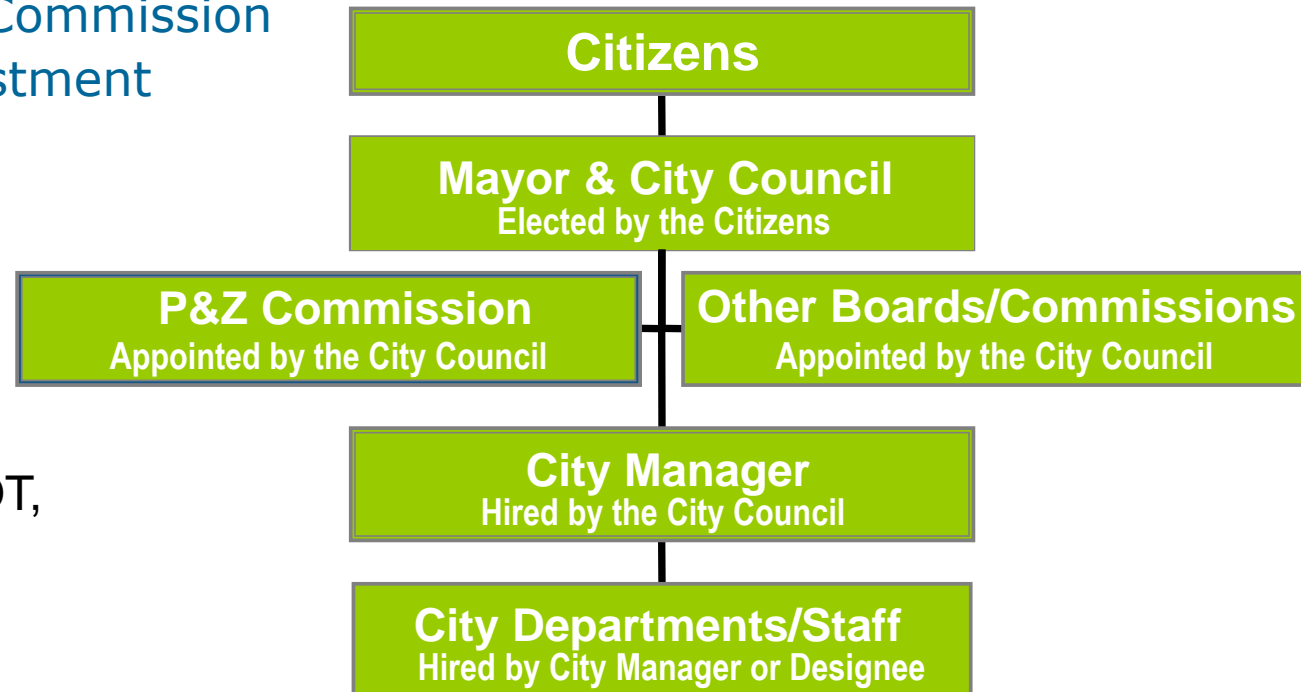 Commission
Citizens
Mayor & City Council
Elected by the Citizens
P&Z Commission
Appointed by the City Council
Other Boards/Commissions
Appointed by the City Council
City Manager
Hired by the City Council
City Departments/Staff
Hired by City Manager or Designee